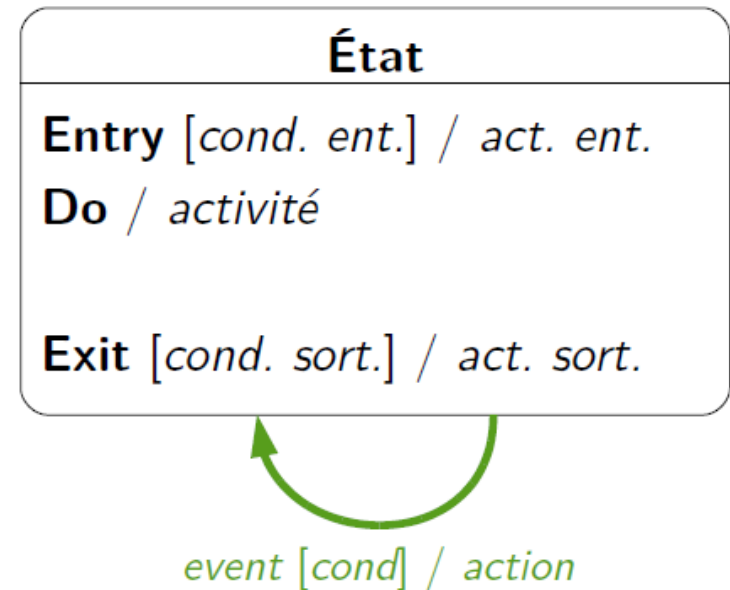 État
Entry [cond. ent.] / act. ent.
Do / activité
Exit [cond. sort.] / act. sort.
event [cond] / action